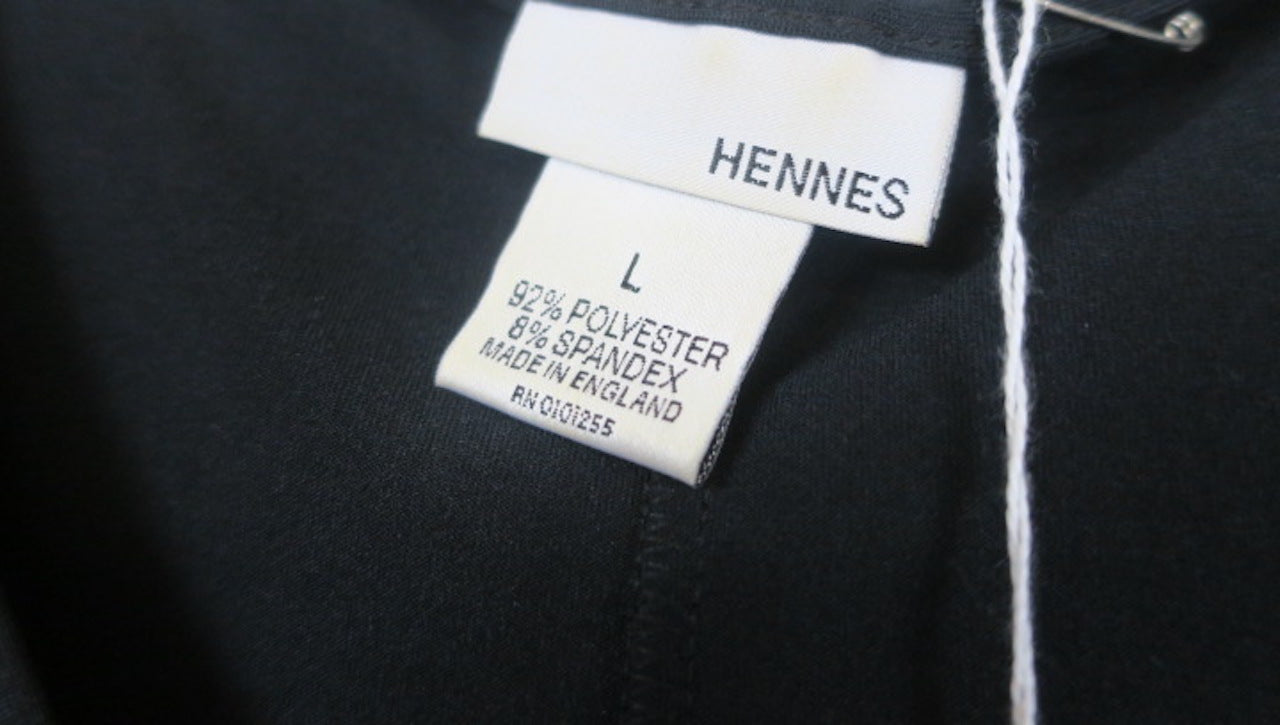 HENNES
L
92% POLYESTER
8% SPANDEX
MADE IN ENGLAND
RN 0101255